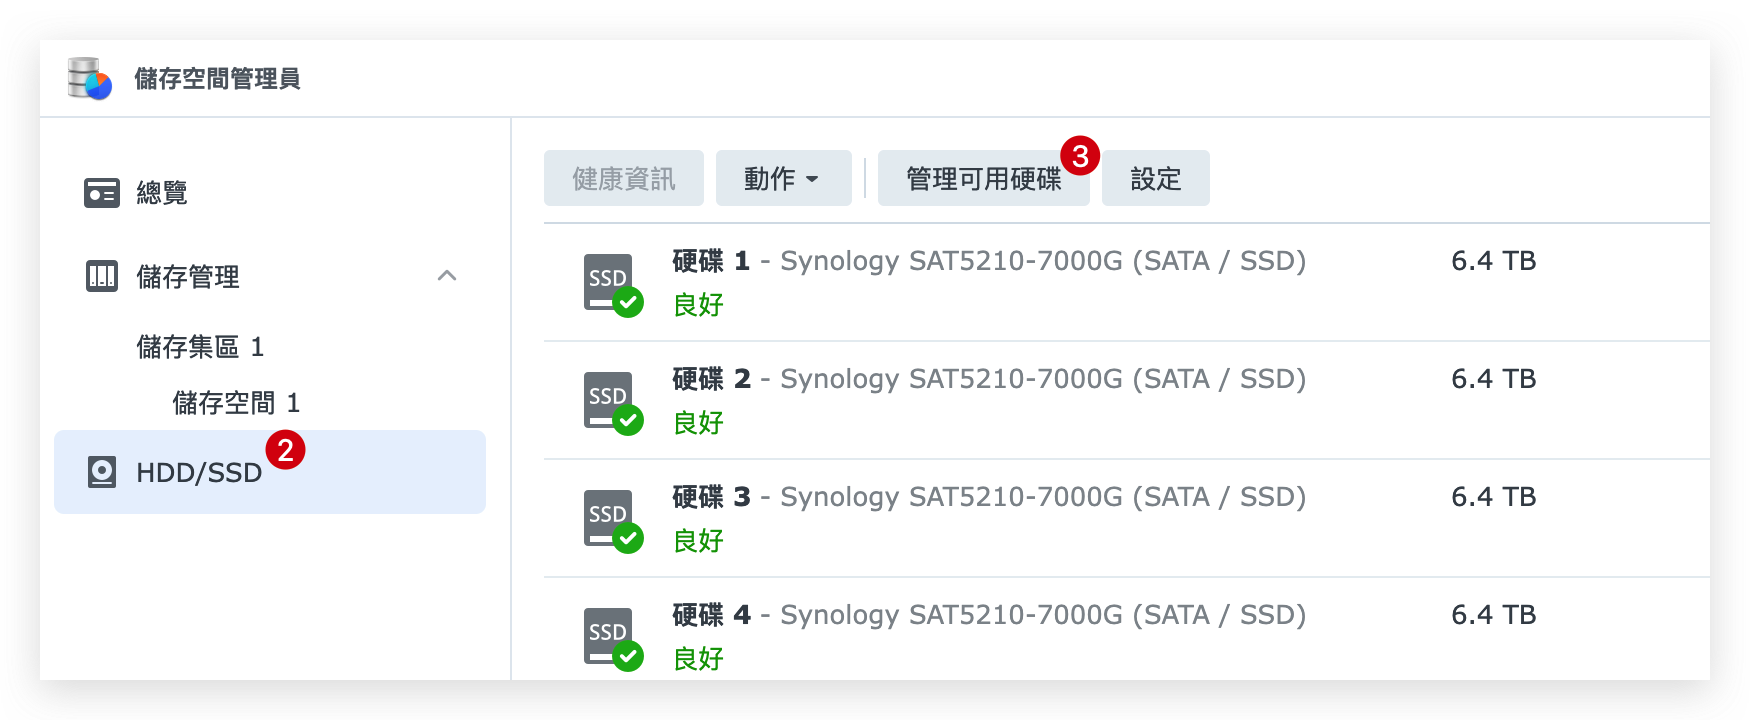 儲存空間管理員
總覽
儲存管理
儲存集區 1
儲存空間 1
HDD/SSD
2
健康資訊
動作
管理可用硬碟
3
設定
SSD
硬碟 1 - Synology SAT5210-7000G (SATA / SSD)
6.4 TB
良好
SSD
硬碟 2 - Synology SAT5210-7000G (SATA / SSD)
6.4 TB
良好
SSD
硬碟 3 - Synology SAT5210-7000G (SATA / SSD)
6.4 TB
良好
SSD
硬碟 4 - Synology SAT5210-7000G (SATA / SSD)
6.4 TB
良好